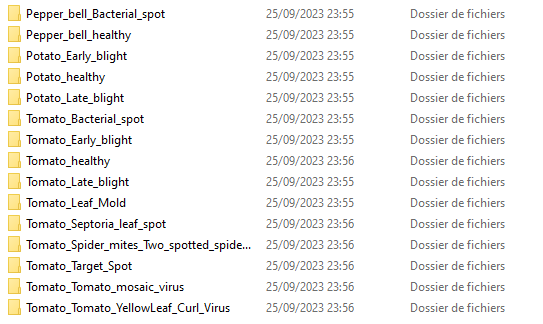 Pepper_bell_Bacterial_spot 25/09/2023 23:55 Dossier de fichiers
Pepper_bell_healthy 25/09/2023 23:55 Dossier de fichiers
Potato_Early_blight 25/09/2023 23:55 Dossier de fichiers
Potato_healthy 25/09/2023 23:55 Dossier de fichiers
Potato_Late_blight 25/09/2023 23:55 Dossier de fichiers
Tomato_Bacterial_spot 25/09/2023 23:55 Dossier de fichiers
Tomato_Early_blight 25/09/2023 23:55 Dossier de fichiers
Tomato_healthy 25/09/2023 23:56 Dossier de fichiers
Tomato_Late_blight 25/09/2023 23:55 Dossier de fichiers
Tomato_Leaf_Mold 25/09/2023 23:55 Dossier de fichiers
Tomato_Septoria_leaf_spot 25/09/2023 23:56 Dossier de fichiers
Tomato_Spider_mites_Two_spotted_spide... 25/09/2023 23:56 Dossier de fichiers
Tomato_Target_Spot 25/09/2023 23:56 Dossier de fichiers
Tomato_Tomato_mosaic_virus 25/09/2023 23:56 Dossier de fichiers
Tomato_Tomato_YellowLeaf_Curl_Virus 25/09/2023 23:56 Dossier de fichiers